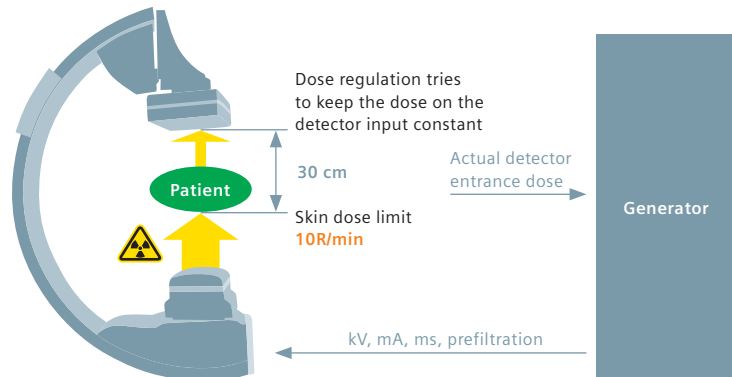 Dose regulation tries
to keep the dose on the
detector input constant
30 cm
Patient
Skin dose limit
10R/min
Actual detector
entrance dose
Generator
kV, mA, ms, prefiltration